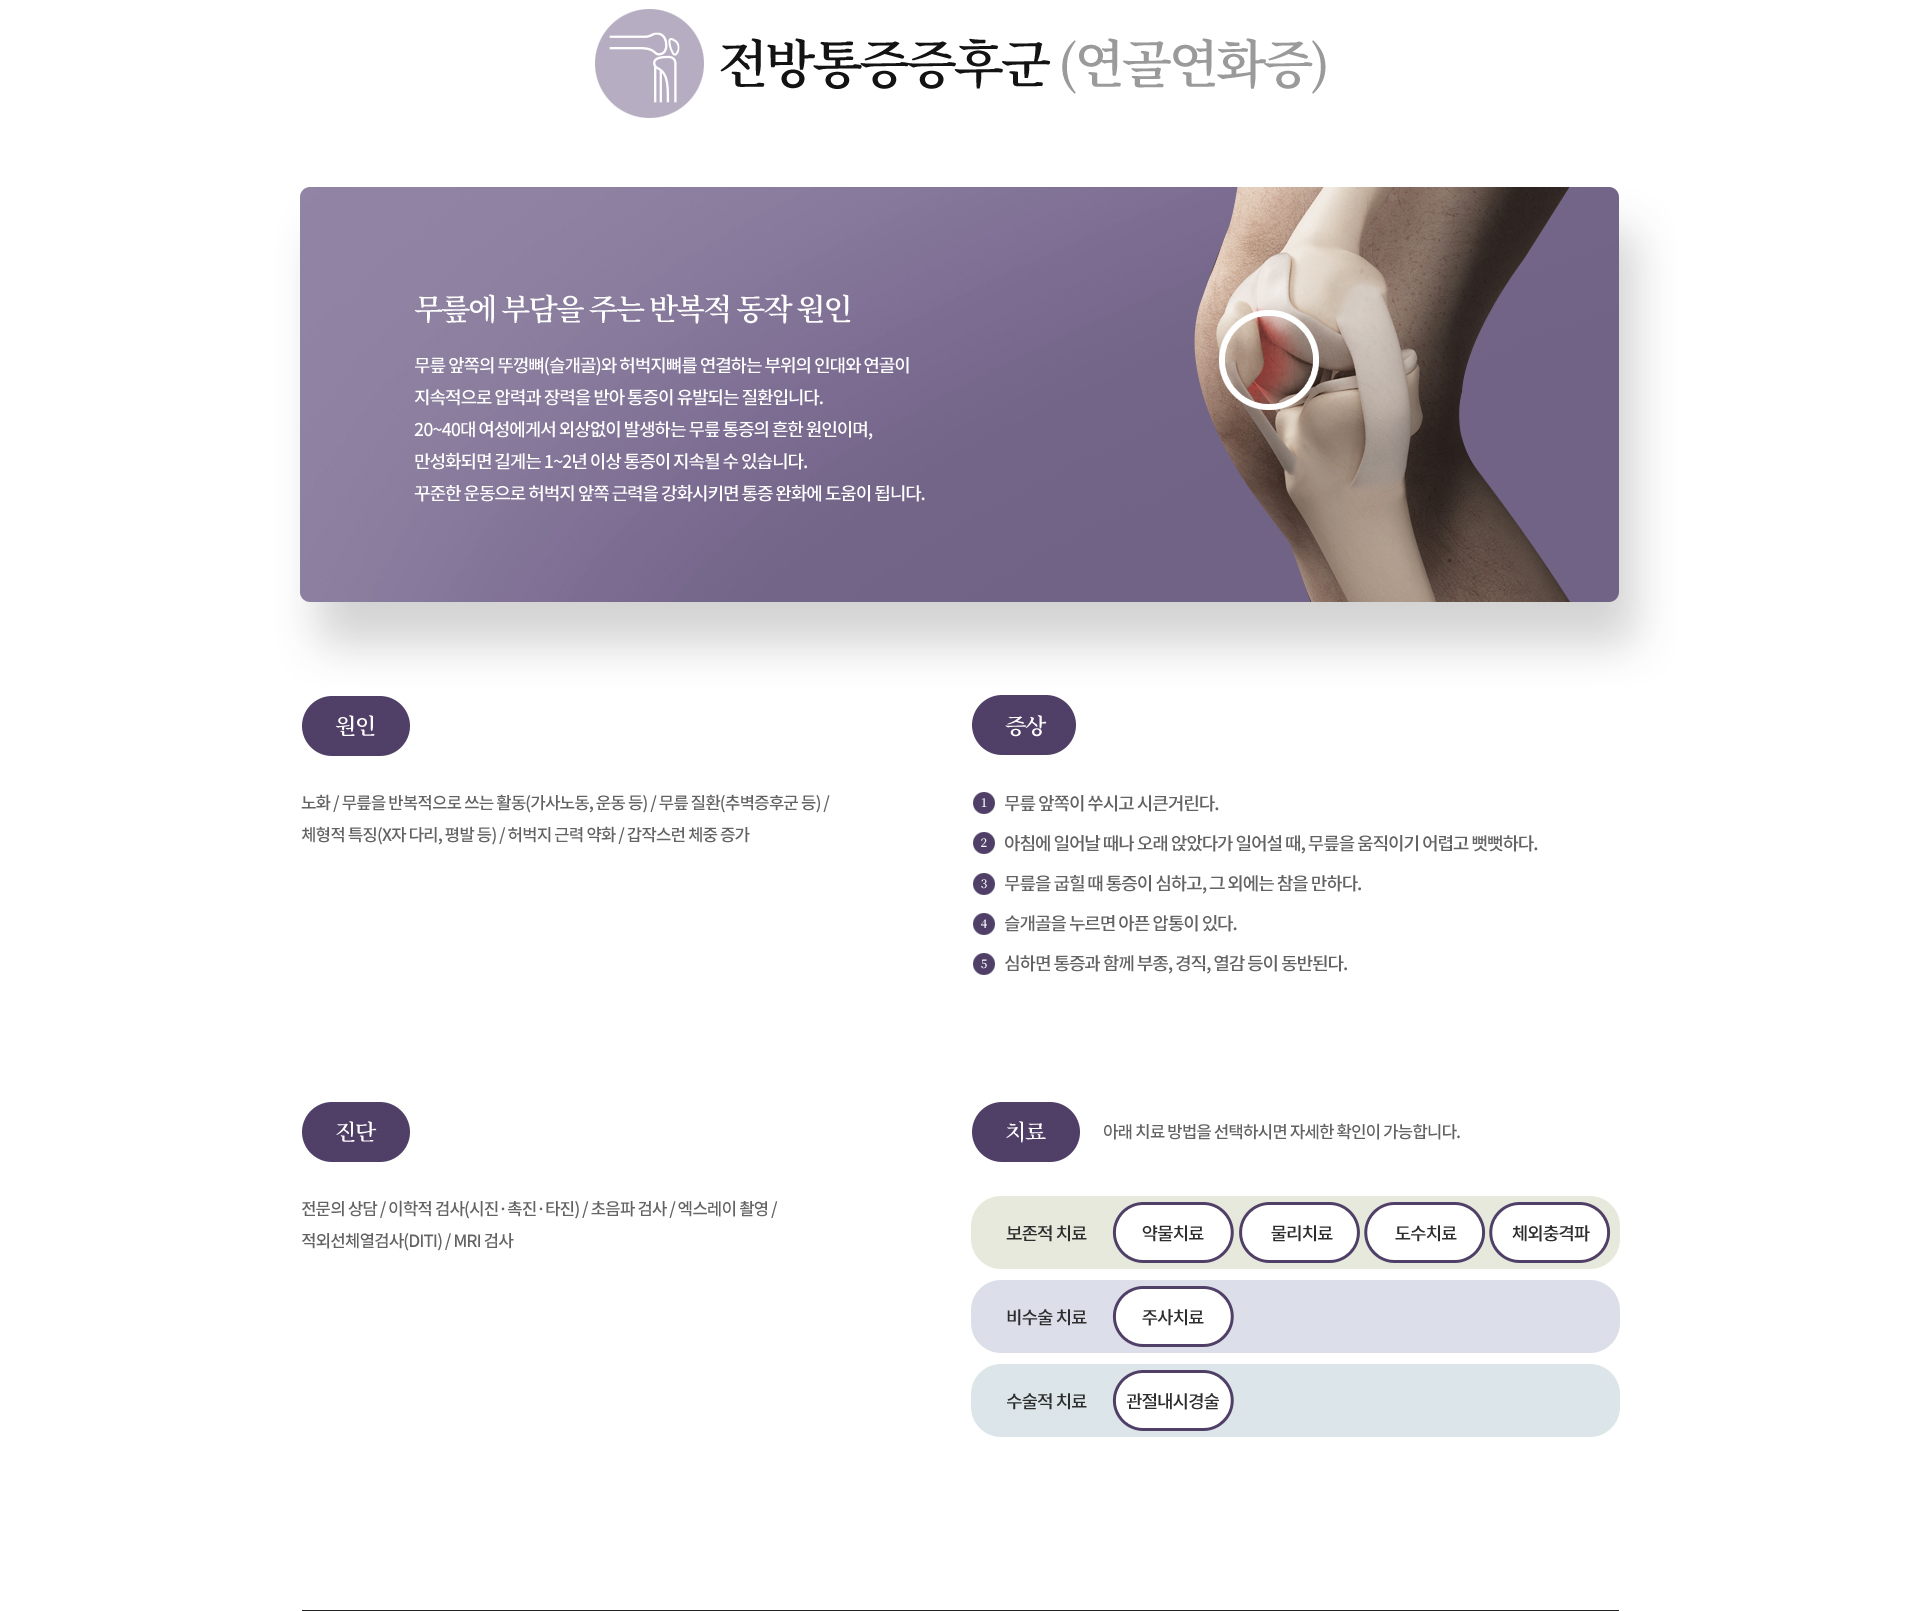 전방통증증후군 (연골연화증)
무릎에 부담을 주는 반복적 동작 원인
무릎 앞쪽의 뚜껑뼈(슬개골)와 허벅지뼈를 연결하는 부위의 인대와 연골이
지속적으로 압력과 장력을 받아 통증이 유발되는 질환입니다.
20~40대 여성에게서 외상없이 발생하는 무릎 통증의 흔한 원인이며,
만성화되면 길게는 1~2년 이상 통증이 지속될 수 있습니다.
꾸준한 운동으로 허벅지 앞쪽 근력을 강화시키면 통증 완화에 도움이 됩니다.
원인
노화 / 무릎을 반복적으로 쓰는 활동(가사노동, 운동 등) / 무릎 질환(추벽증후군 등) /
체형적 특징(X자 다리, 평발 등) / 허벅지 근력 약화 / 갑작스런 체중 증가
증상
1 무릎 앞쪽이 쑤시고 시큰거린다.
2 아침에 일어날 때나 오래 앉았다가 일어설 때, 무릎을 움직이기 어렵고 뻣뻣하다.
3 무릎을 굽힐 때 통증이 심하고, 그 외에는 참을 만하다.
4 슬개골을 누르면 아픈 압통이 있다.
5 심하면 통증과 함께 부종, 경직, 열감 등이 동반된다.
진단
전문의 상담 / 이학적 검사(시진·촉진·타진) / 초음파 검사 / 엑스레이 촬영 /
적외선체열검사(DITI) / MRI 검사
치료 아래 치료 방법을 선택하시면 자세한 확인이 가능합니다.
보존적 치료 약물치료 물리치료 도수치료 체외충격파
비수술 치료 주사치료
수술적 치료 관절내시경술